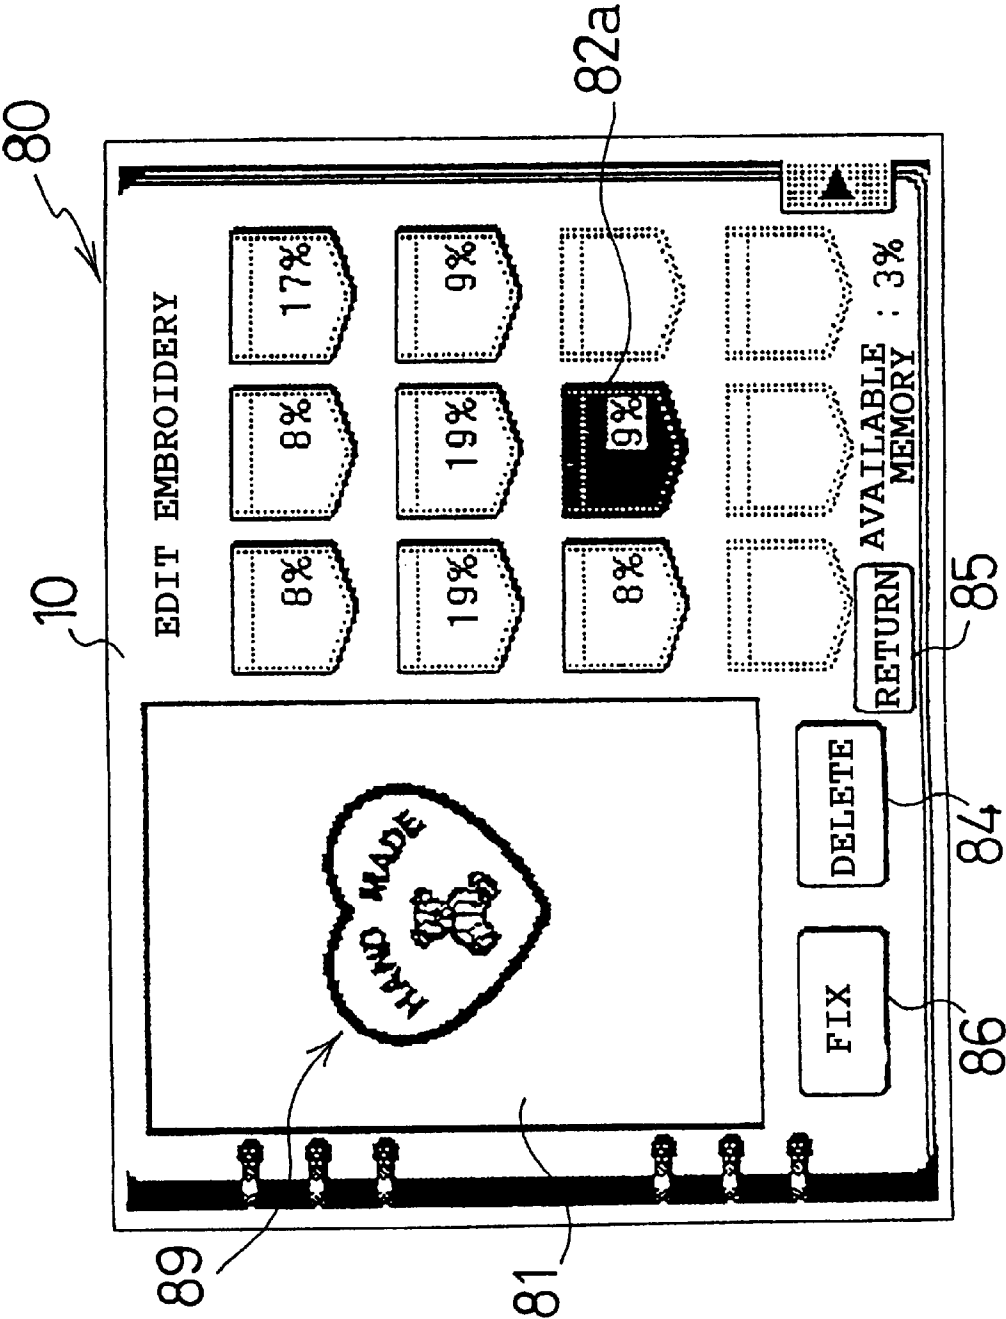 80
10
EDIT EMBROIDERY
8% 8% 17%
19% 19% 9%
8% 9%
82a
HAND MADE
89
81
FIX
DELETE
RETURN
AVAILABLE : 3%
MEMORY
86
84
85